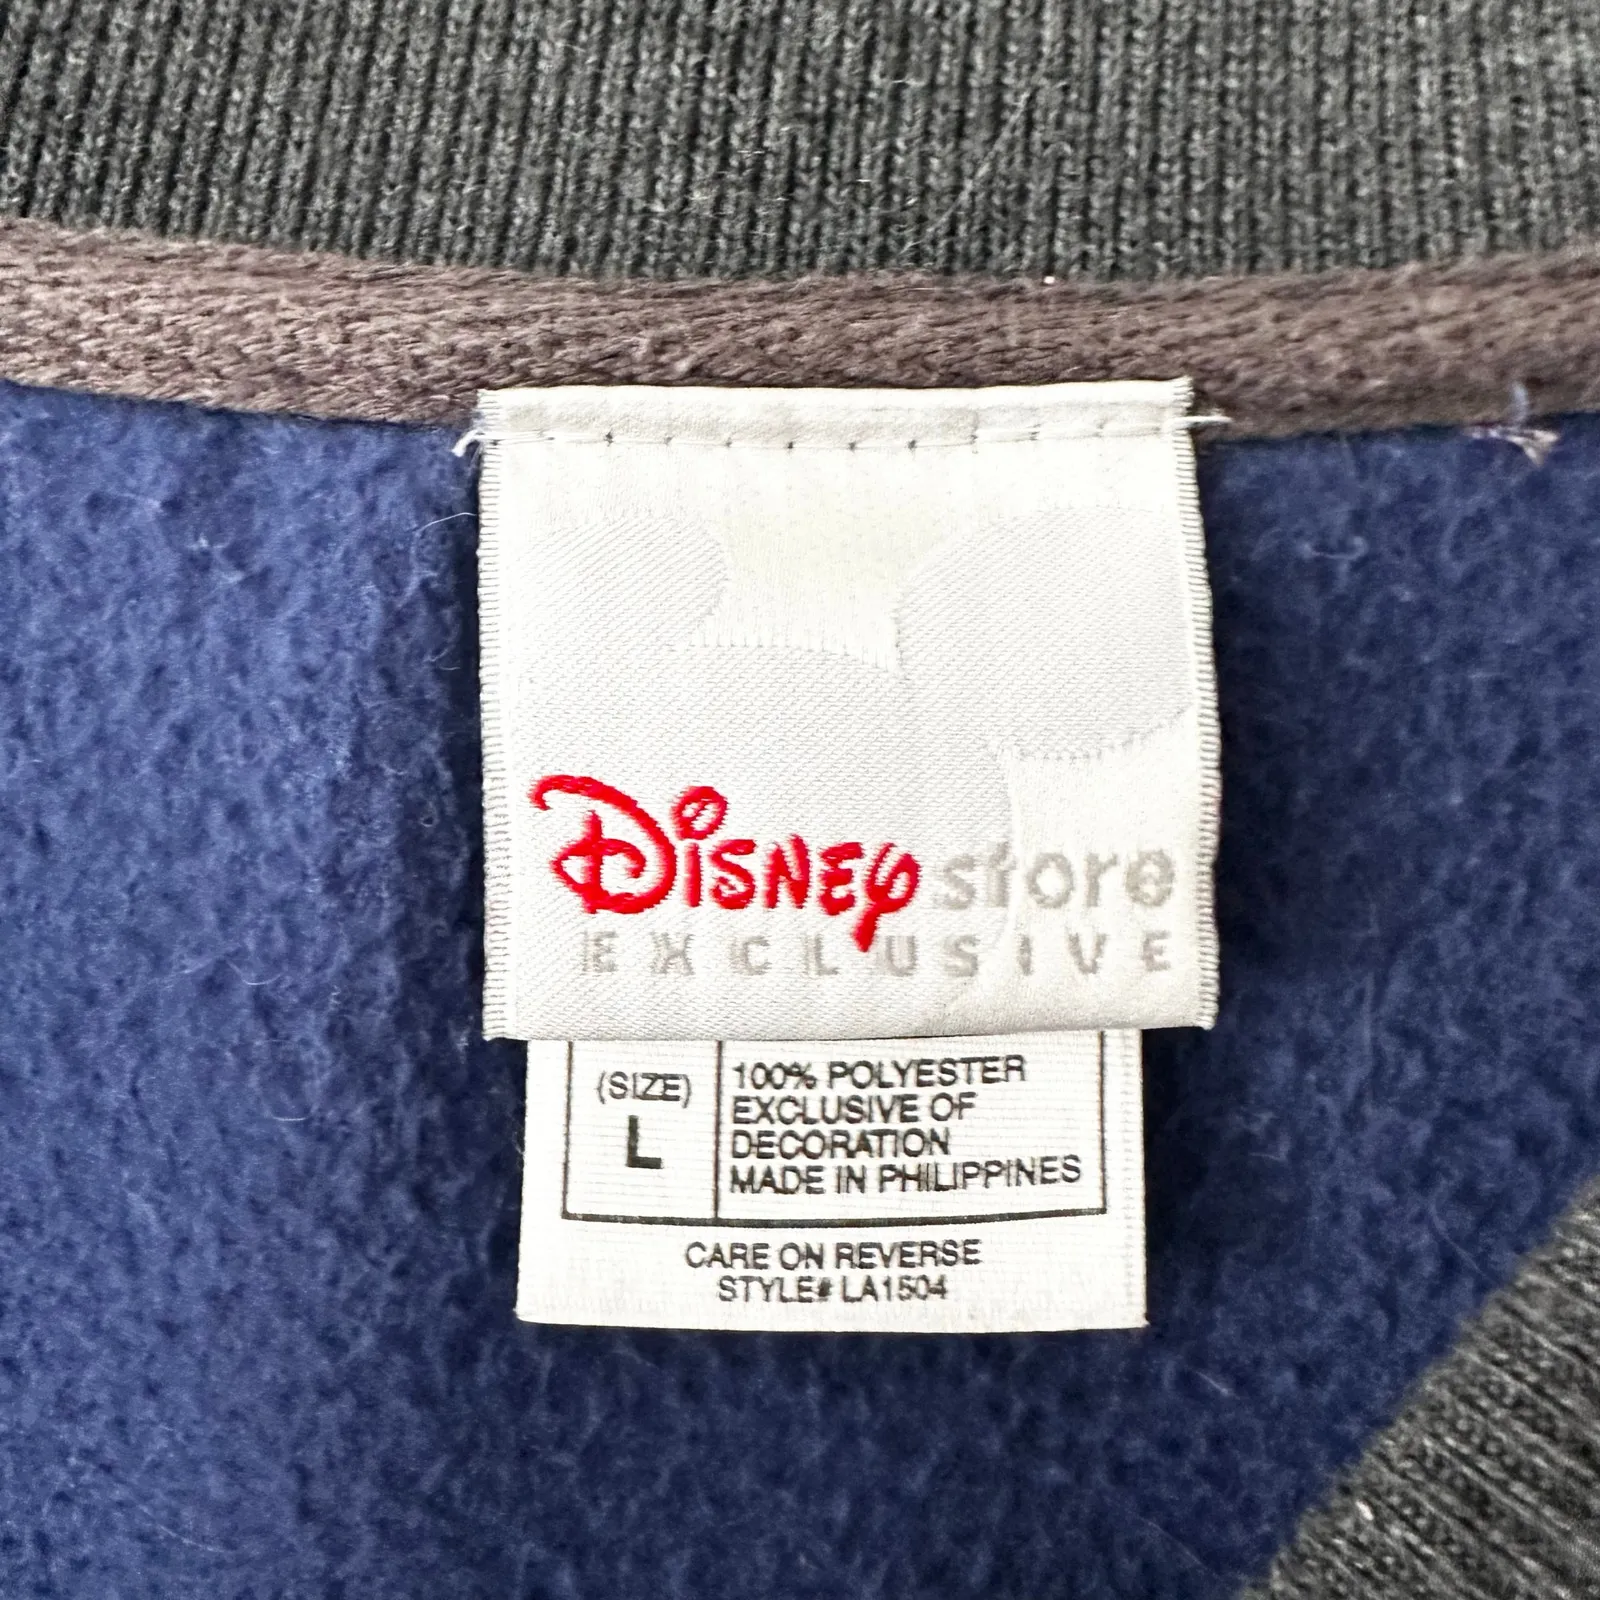 Disney store
EXCLUSIVE
(SIZE)
L
100% POLYESTER
EXCLUSIVE OF
DECORATION
MADE IN PHILIPPINES
CARE ON REVERSE
STYLE# LA1504